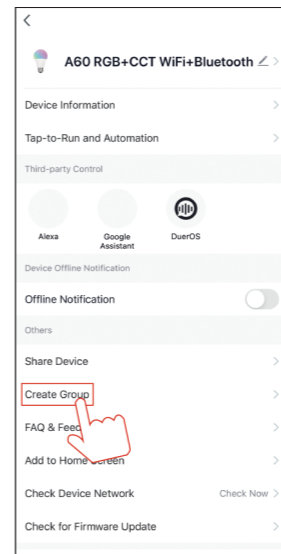 A60 RGB+CCT WiFi+Bluetooth
Device Information
Tap-to-Run and Automation
Third-party Control
Alexa
Google
Assistant
DuerOS
Device Offline Notification
Offline Notification
Others
Share Device
Create Group
FAQ & Feed
Add to Home Screen
Check Device Network
Check Now
Check for Firmware Update